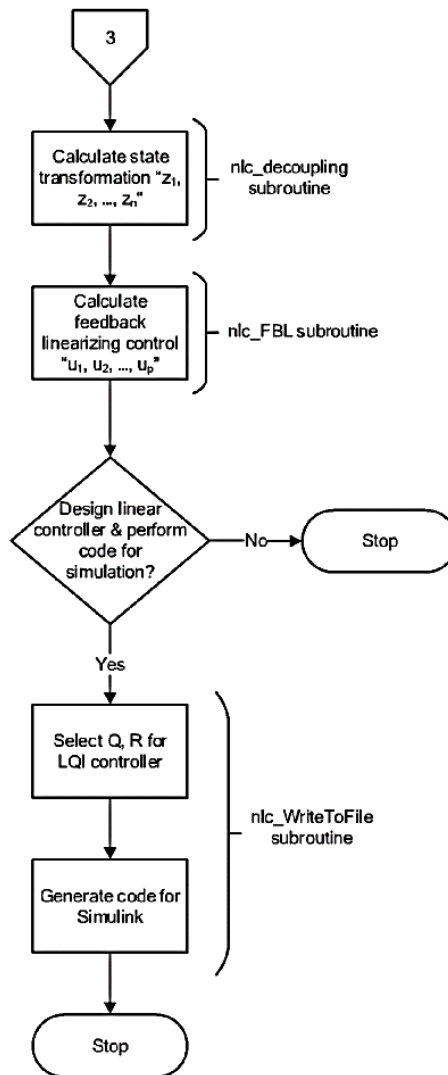 3
Calculate state
transformation “z₁,
z₂, ..., zₙ”
nlc_decoupling
subroutine
Calculate
feedback
linearizing control
“u₁, u₂, ..., uₚ”
nlc_FBL subroutine
Design linear
controller & perform
code for
simulation?
No
Stop
Yes
Select Q, R for
LQI controller
nlc_WriteToFile
subroutine
Generate code for
Simulink
Stop